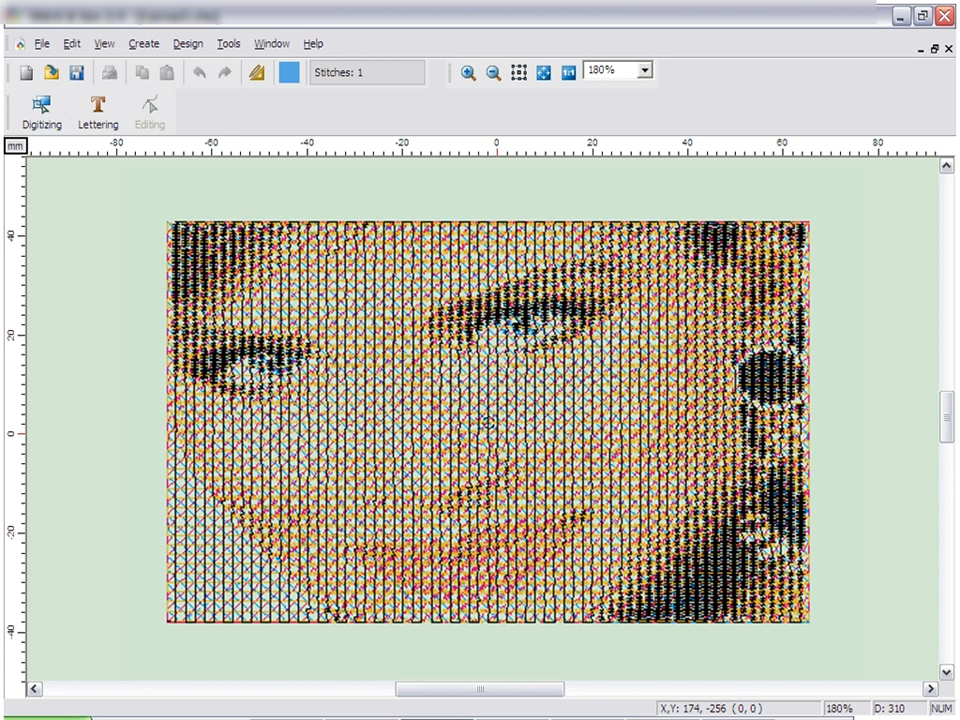 File Edit View Create Design Tools Window Help
Stitches: 1 180%
Digitizing Lettering Editing
mm -80 -60 -40 -20 0 20 40 60 80
40
20
0
-20
-40
X,Y: 174, -256 (0, 0) 180% D: 310 NUM